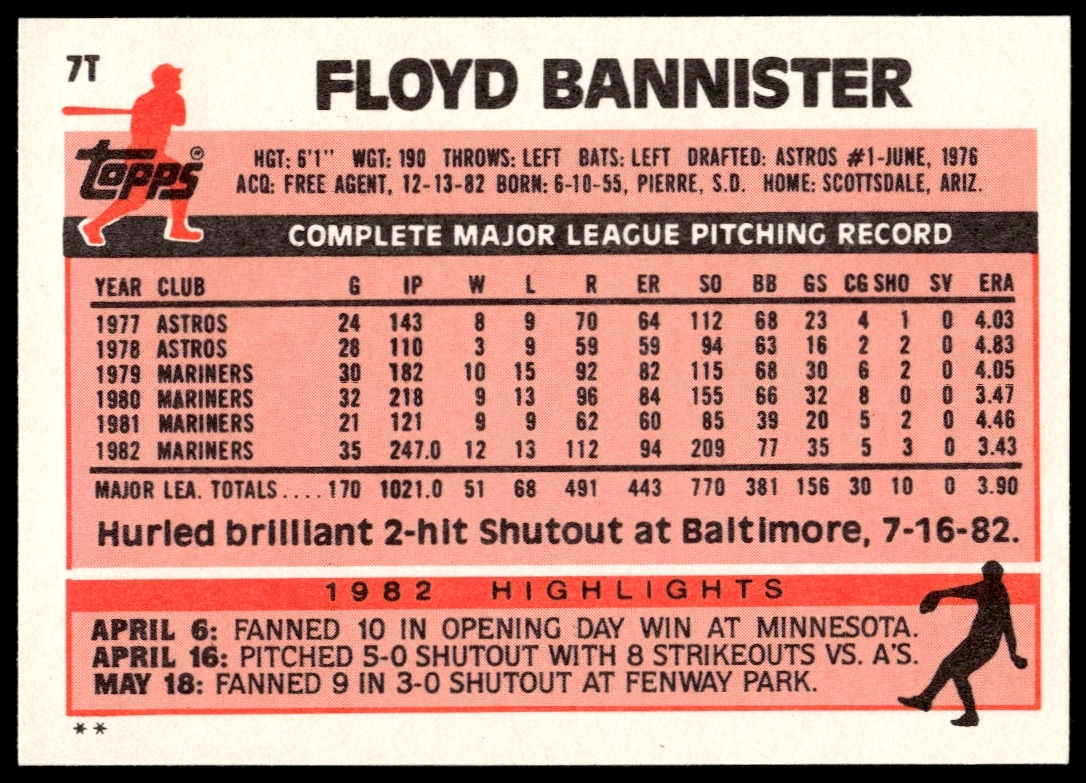 7T
FLOYD BANNISTER
Topps®
HGT: 6'1" WGT: 190 THROWS: LEFT BATS: LEFT DRAFTED: ASTROS #1-JUNE, 1976
ACQ: FREE AGENT, 12-13-82 BORN: 6-10-55, PIERRE, S.D. HOME: SCOTTSDALE, ARIZ.
COMPLETE MAJOR LEAGUE PITCHING RECORD
YEAR CLUB G IP W L R ER SO BB GS CG SHO SV ERA
1977 ASTROS 24 143 8 9 70 64 112 68 23 4 1 0 4.03
1978 ASTROS 28 110 3 9 59 59 94 63 16 2 2 0 4.83
1979 MARINERS 30 182 10 15 92 82 115 68 30 6 2 0 4.05
1980 MARINERS 32 218 9 13 96 84 155 66 32 8 0 0 3.47
1981 MARINERS 21 121 9 9 62 60 85 39 20 5 2 0 4.46
1982 MARINERS 35 247.0 12 13 112 94 209 77 35 5 3 0 3.43
MAJOR LEA. TOTALS.... 170 1021.0 51 68 491 443 770 381 156 30 10 0 3.90
Hurled brilliant 2-hit Shutout at Baltimore, 7-16-82.
1982 HIGHLIGHTS
APRIL 6: FANNED 10 IN OPENING DAY WIN AT MINNESOTA.
APRIL 16: PITCHED 5-0 SHUTOUT WITH 8 STRIKEOUTS VS. A'S.
MAY 18: FANNED 9 IN 3-0 SHUTOUT AT FENWAY PARK.
**